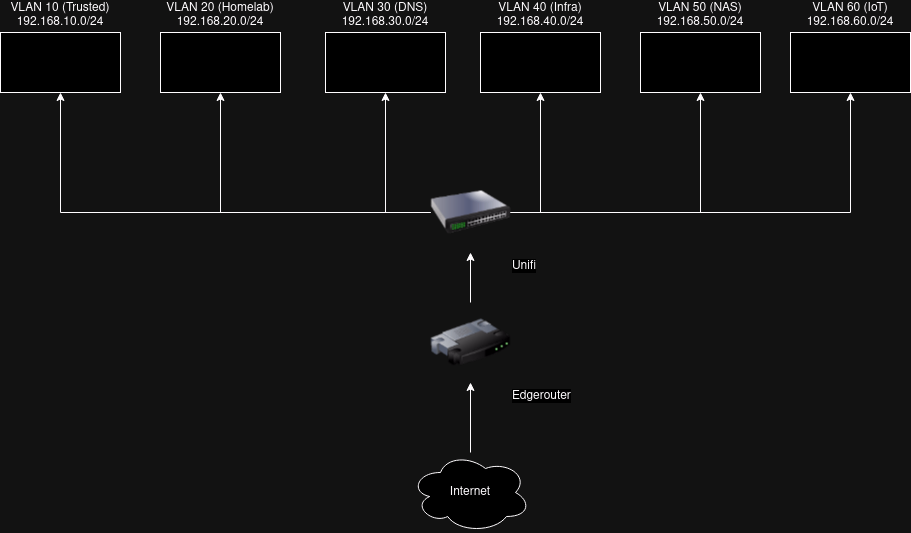 VLAN 10 (Trusted)
192.168.10.0/24
VLAN 20 (Homelab)
192.168.20.0/24
VLAN 30 (DNS)
192.168.30.0/24
VLAN 40 (Infra)
192.168.40.0/24
VLAN 50 (NAS)
192.168.50.0/24
VLAN 60 (IoT)
192.168.60.0/24
Unifi
Edgerouter
Internet